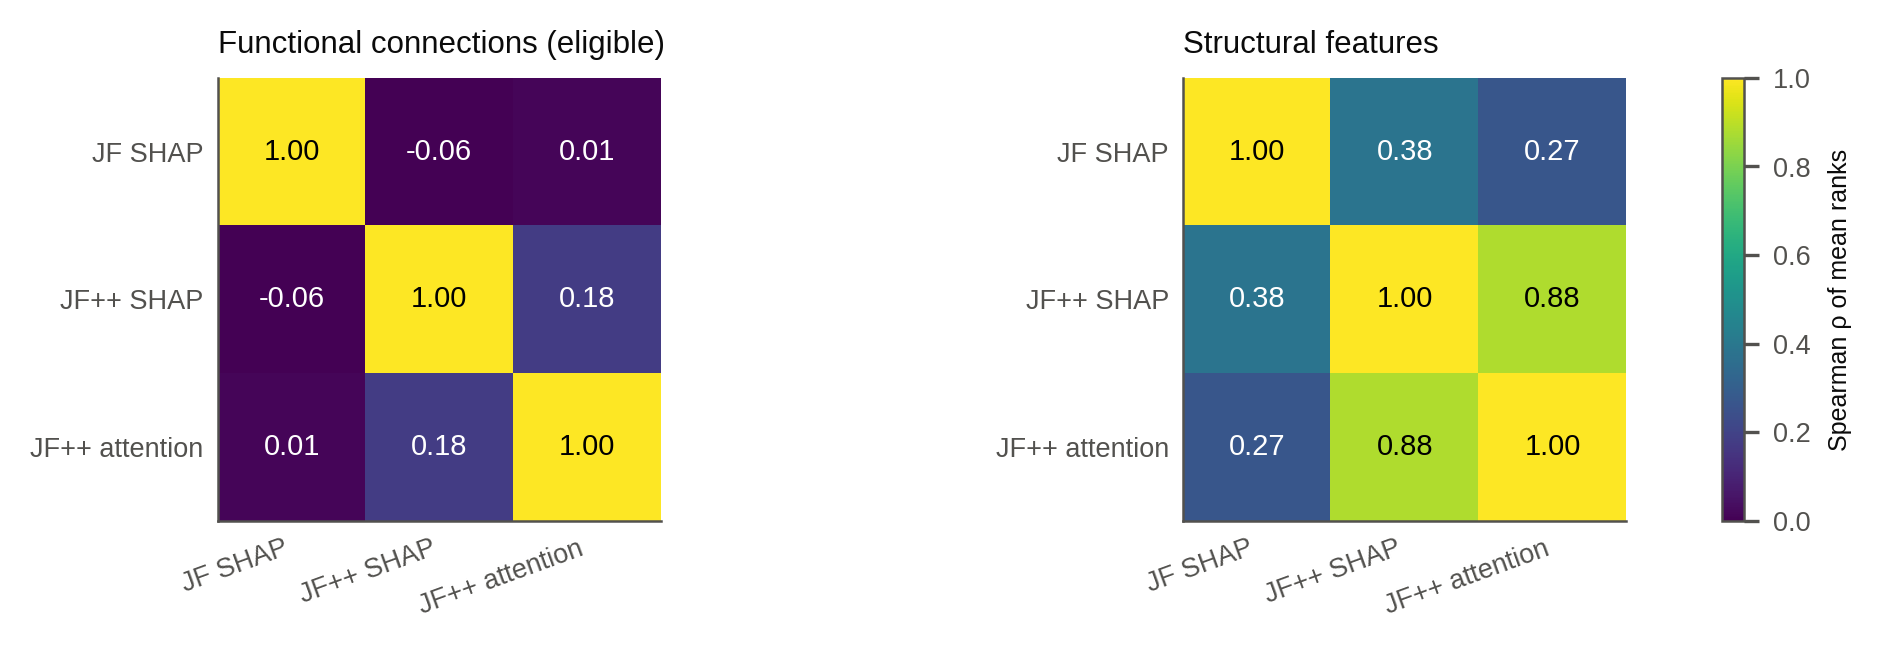 Functional connections (eligible)
JF SHAP
1.00 -0.06 0.01
JF++ SHAP
-0.06 1.00 0.18
JF++ attention
0.01 0.18 1.00
JF SHAP
JF++ SHAP
JF++ attention
Structural features
JF SHAP
1.00 0.38 0.27
JF++ SHAP
0.38 1.00 0.88
JF++ attention
0.27 0.88 1.00
JF SHAP
JF++ SHAP
JF++ attention
1.0
0.8
0.6
0.4
0.2
0.0
Spearman ρ of mean ranks